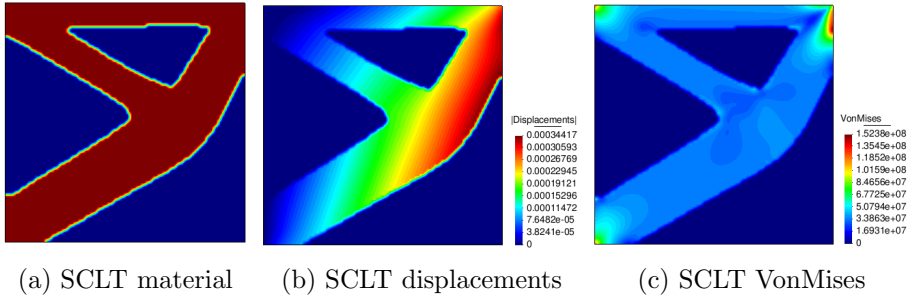 |Displacements|
0.00034417
0.00030593
0.00026769
0.00022945
0.00019121
0.00015296
0.00011472
7.6482e-05
3.8241e-05
0
VonMises
1.5238e+08
1.3545e+08
1.1852e+08
1.0159e+08
8.4656e+07
6.7725e+07
5.0794e+07
3.3863e+07
1.6931e+07
0
(a) SCLT material
(b) SCLT displacements
(c) SCLT VonMises